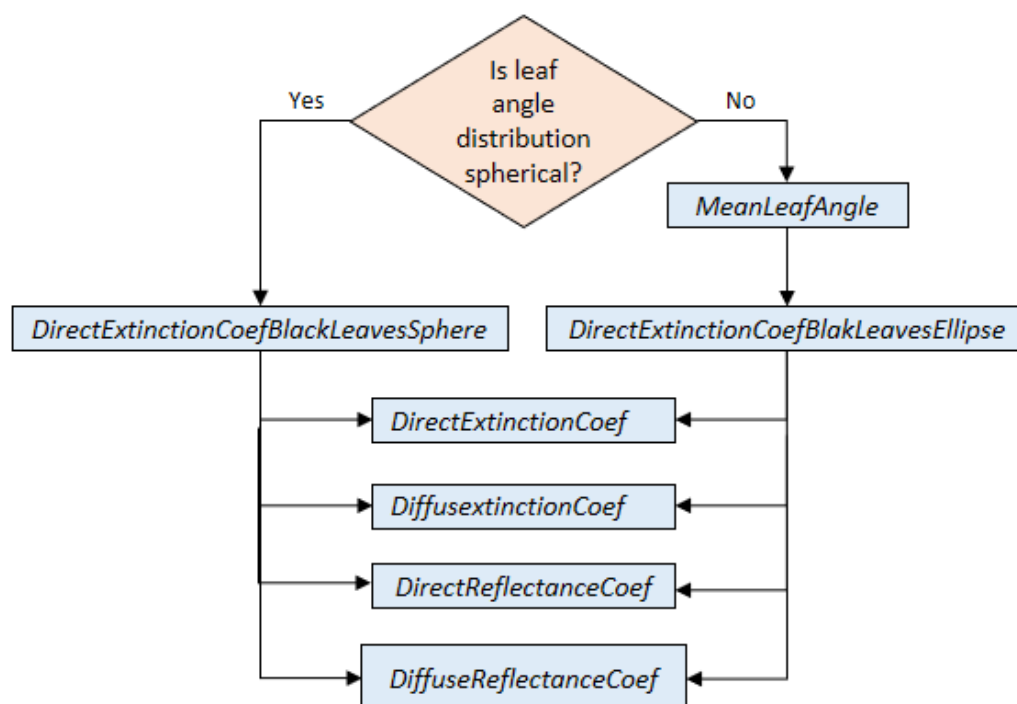 Is leaf
angle
distribution
spherical?
Yes
No
MeanLeafAngle
DirectExtinctionCoefBlackLeavesSphere
DirectExtinctionCoefBlakLeavesEllipse
DirectExtinctionCoef
DiffusextinctionCoef
DirectReflectanceCoef
DiffuseReflectanceCoef